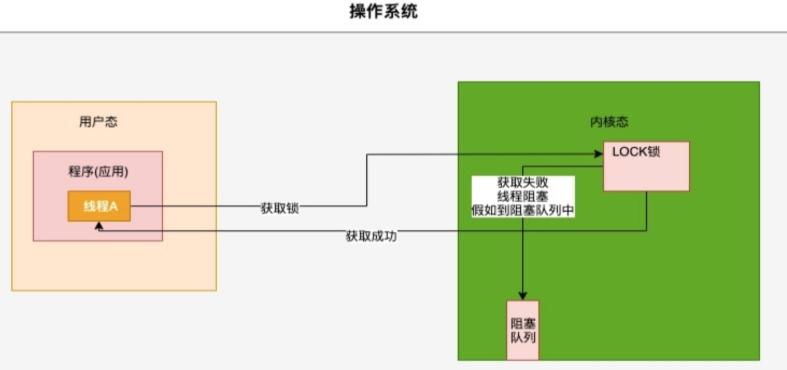 操作系统
用户态
内核态
程序(应用)
LOCK锁
线程A
获取锁
获取失败
线程阻塞
假如到阻塞队列中
获取成功
阻塞
队列